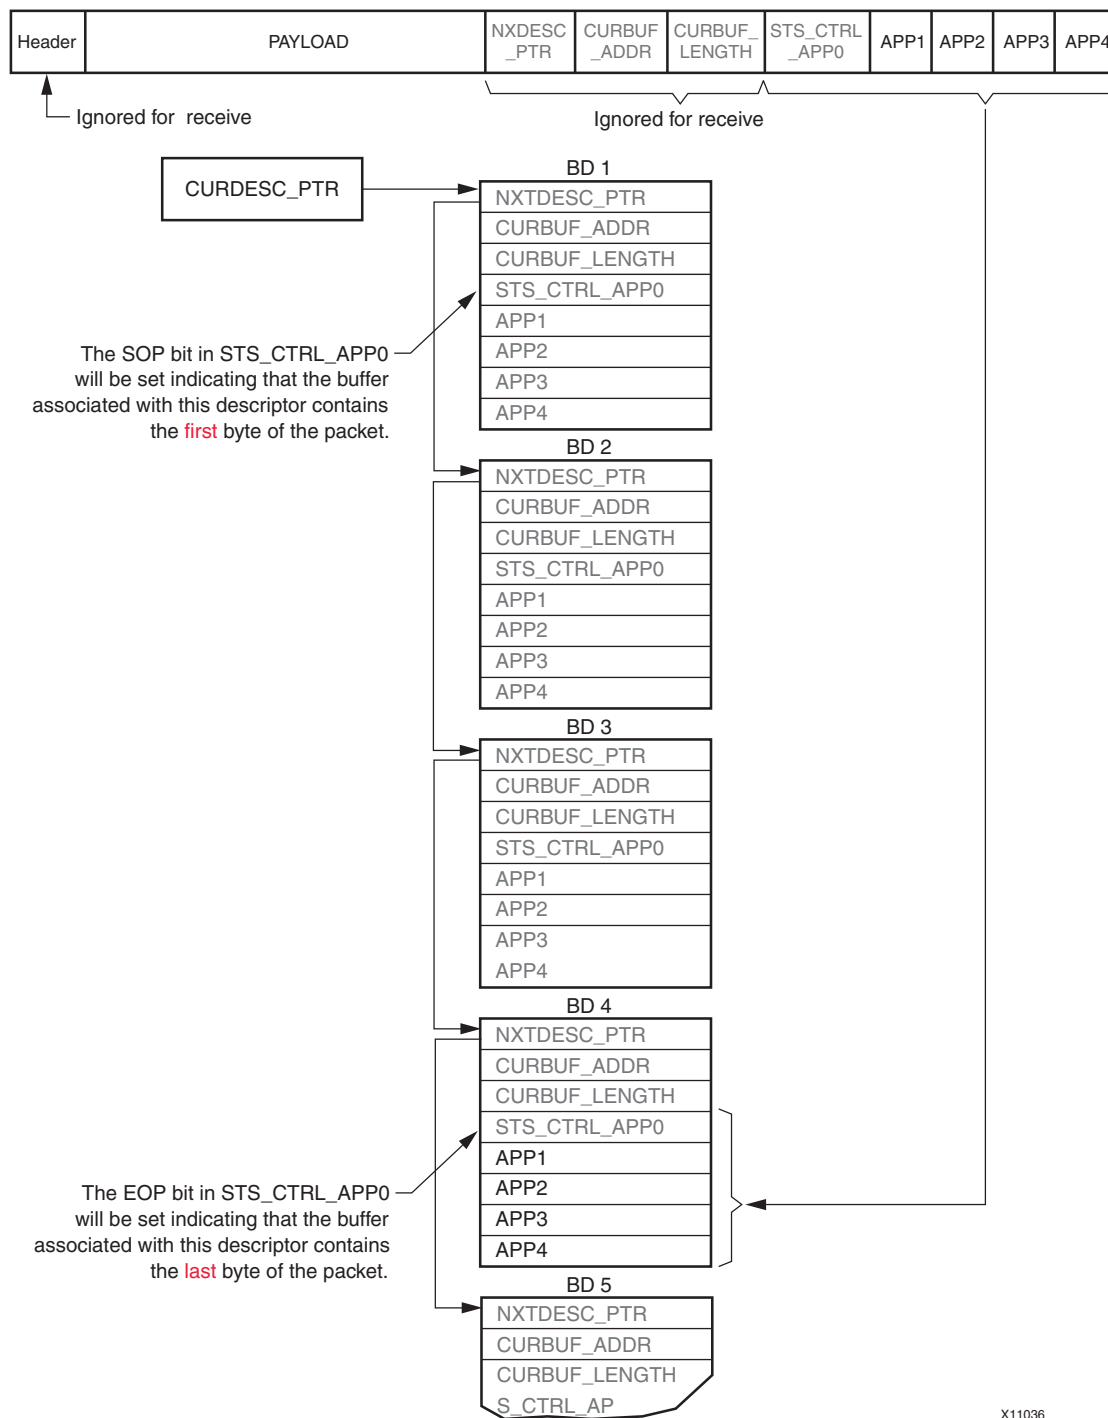 Header
PAYLOAD
NXDESC
_PTR
CURBUF
_ADDR
CURBUF_
LENGTH
STS_CTRL
_APP0
APP1
APP2
APP3
APP4
Ignored for receive
Ignored for receive
CURDESC_PTR
BD 1
NXTDESC_PTR
CURBUF_ADDR
CURBUF_LENGTH
STS_CTRL_APP0
APP1
APP2
APP3
APP4
The SOP bit in STS_CTRL_APP0
will be set indicating that the buffer
associated with this descriptor contains
the first byte of the packet.
BD 2
NXTDESC_PTR
CURBUF_ADDR
CURBUF_LENGTH
STS_CTRL_APP0
APP1
APP2
APP3
APP4
BD 3
NXTDESC_PTR
CURBUF_ADDR
CURBUF_LENGTH
STS_CTRL_APP0
APP1
APP2
APP3
APP4
BD 4
NXTDESC_PTR
CURBUF_ADDR
CURBUF_LENGTH
STS_CTRL_APP0
APP1
APP2
APP3
APP4
The EOP bit in STS_CTRL_APP0
will be set indicating that the buffer
associated with this descriptor contains
the last byte of the packet.
BD 5
NXTDESC_PTR
CURBUF_ADDR
CURBUF_LENGTH
S_CTRL_AP
X11036